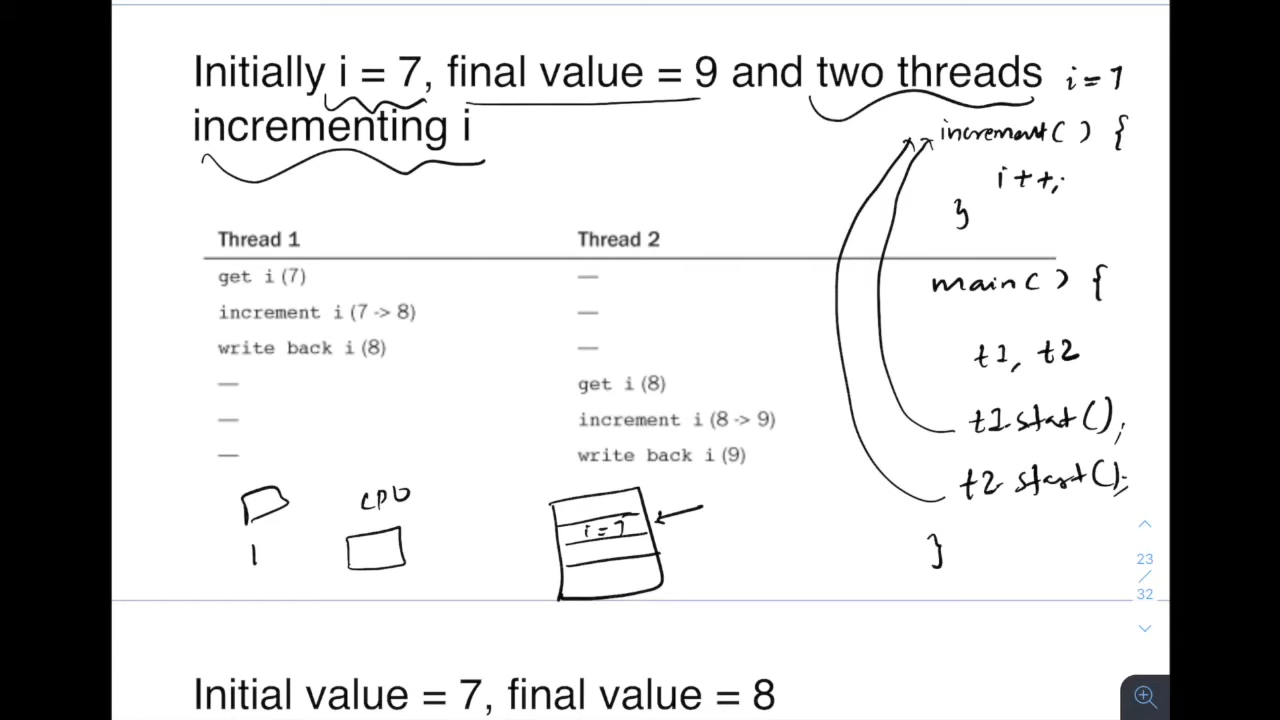 Initially i = 7, final value = 9 and two threads
incrementing i
i = 7
increment( ) {
i++;
}
main( ) {
t1, t2
t1.start();
t2 start();
}
Thread 1 Thread 2
get i (7) —
increment i (7 -> 8) —
write back i (8) —
— get i (8)
— increment i (8 -> 9)
— write back i (9)
CPU
i = 7
23
/
32
Initial value = 7, final value = 8